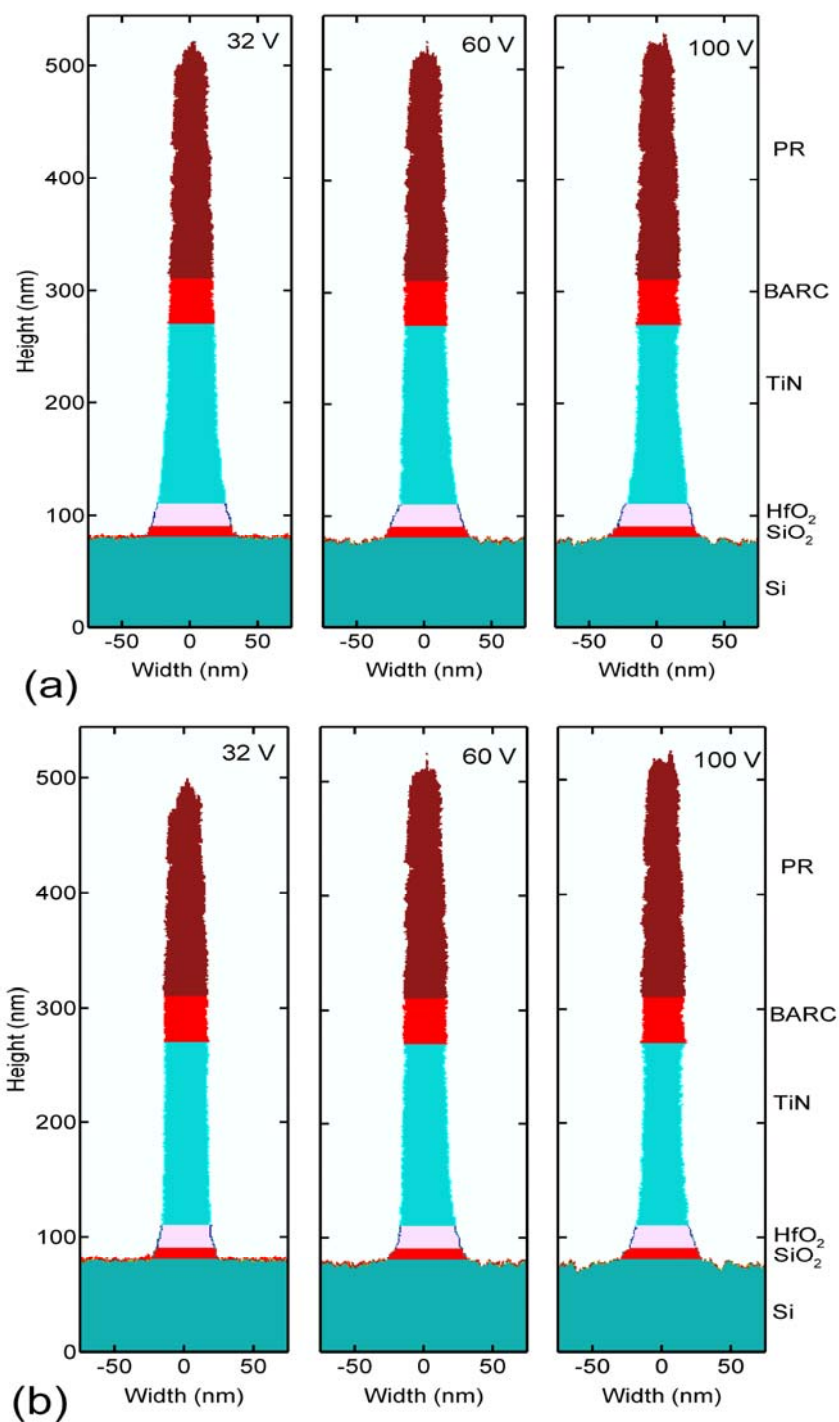 32 V
60 V
100 V
500
400
300
200
100
0
Height (nm)
PR
BARC
TiN
HfO₂
SiO₂
Si
-50 0 50
-50 0 50
-50 0 50
Width (nm)
Width (nm)
Width (nm)
(a)
32 V
60 V
100 V
500
400
300
200
100
0
Height (nm)
PR
BARC
TiN
HfO₂
SiO₂
Si
-50 0 50
-50 0 50
-50 0 50
Width (nm)
Width (nm)
Width (nm)
(b)